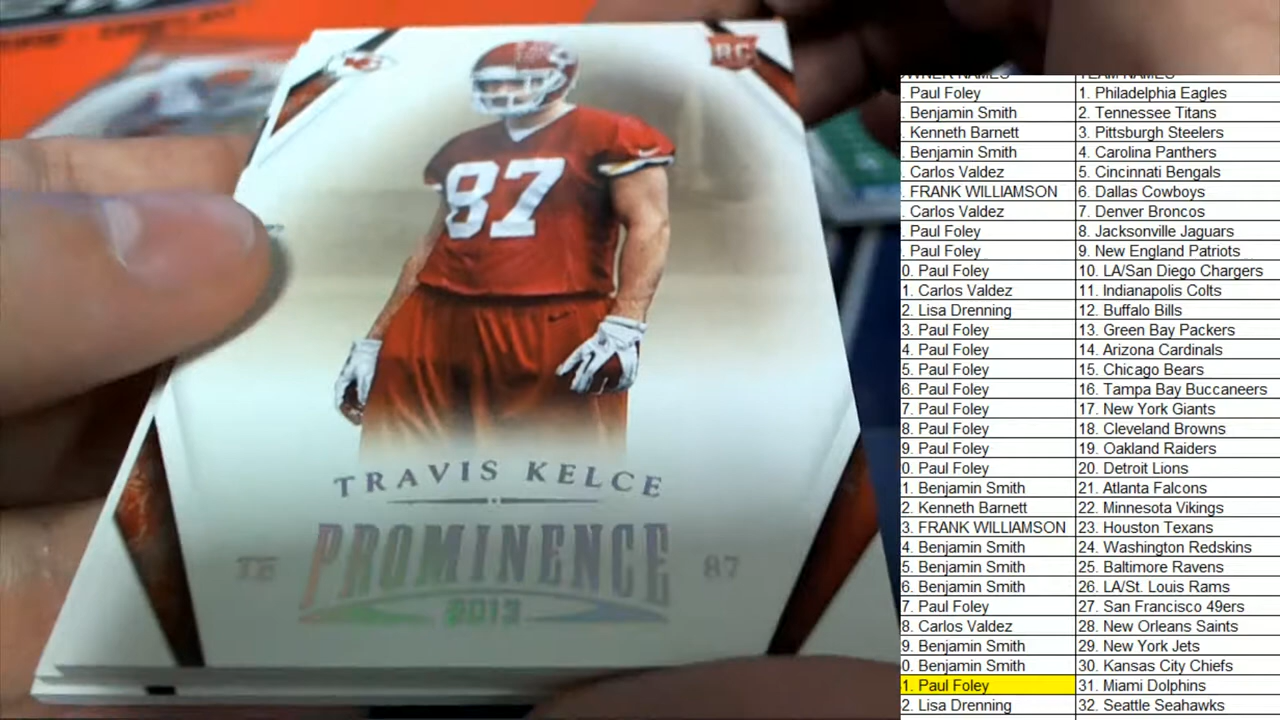 RC
87
TRAVIS KELCE
TE PROMINENCE 87
2013
OWNER NAMES TEAM NAMES
. Paul Foley 1. Philadelphia Eagles
. Benjamin Smith 2. Tennessee Titans
. Kenneth Barnett 3. Pittsburgh Steelers
. Benjamin Smith 4. Carolina Panthers
. Carlos Valdez 5. Cincinnati Bengals
. FRANK WILLIAMSON 6. Dallas Cowboys
. Carlos Valdez 7. Denver Broncos
. Paul Foley 8. Jacksonville Jaguars
. Paul Foley 9. New England Patriots
0. Paul Foley 10. LA/San Diego Chargers
1. Carlos Valdez 11. Indianapolis Colts
2. Lisa Drenning 12. Buffalo Bills
3. Paul Foley 13. Green Bay Packers
4. Paul Foley 14. Arizona Cardinals
5. Paul Foley 15. Chicago Bears
6. Paul Foley 16. Tampa Bay Buccaneers
7. Paul Foley 17. New York Giants
8. Paul Foley 18. Cleveland Browns
9. Paul Foley 19. Oakland Raiders
0. Paul Foley 20. Detroit Lions
1. Benjamin Smith 21. Atlanta Falcons
2. Kenneth Barnett 22. Minnesota Vikings
3. FRANK WILLIAMSON 23. Houston Texans
4. Benjamin Smith 24. Washington Redskins
5. Benjamin Smith 25. Baltimore Ravens
6. Benjamin Smith 26. LA/St. Louis Rams
7. Paul Foley 27. San Francisco 49ers
8. Carlos Valdez 28. New Orleans Saints
9. Benjamin Smith 29. New York Jets
0. Benjamin Smith 30. Kansas City Chiefs
1. Paul Foley 31. Miami Dolphins
2. Lisa Drenning 32. Seattle Seahawks